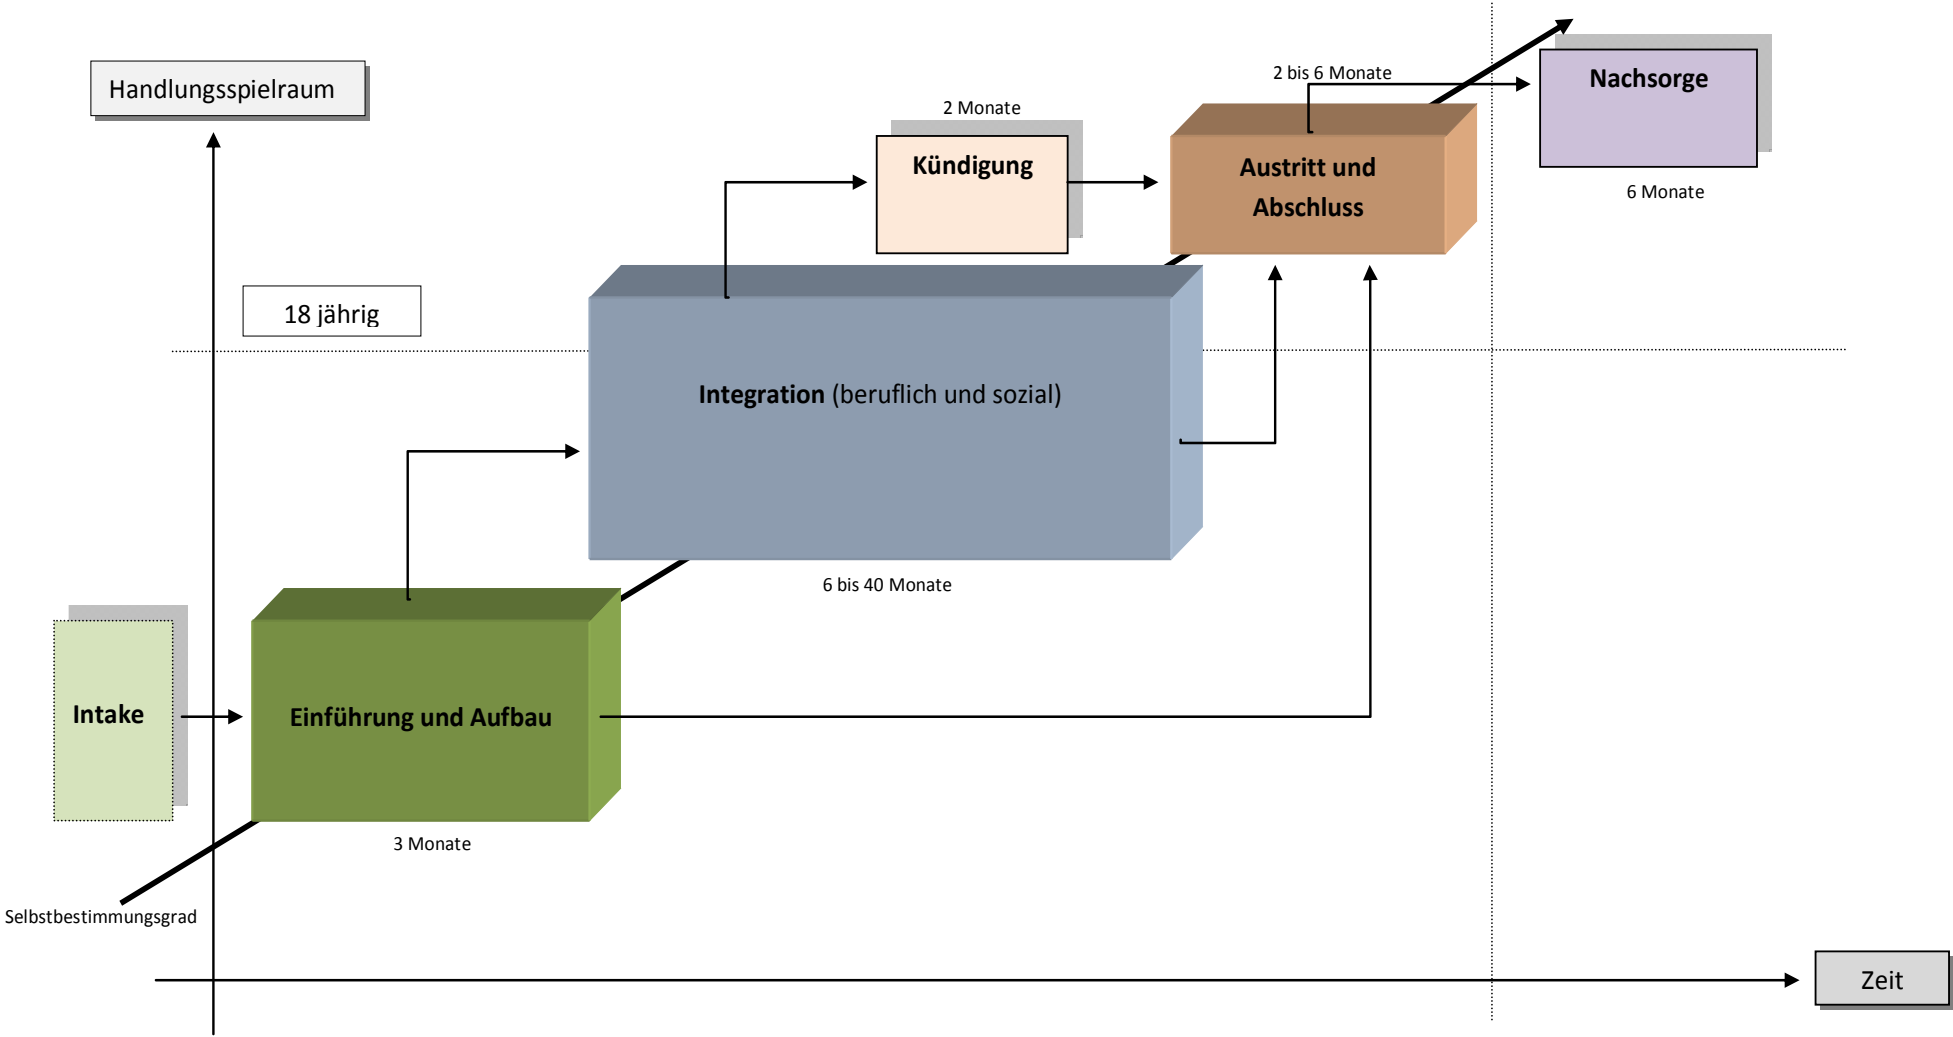 2 bis 6 Monate
Nachsorge
Handlungsspielraum
2 Monate
Kündigung
Austritt und
Abschluss
6 Monate
18 jährig
Integration (beruflich und sozial)
6 bis 40 Monate
Intake
Einführung und Aufbau
3 Monate
Selbstbestimmungsgrad
Zeit